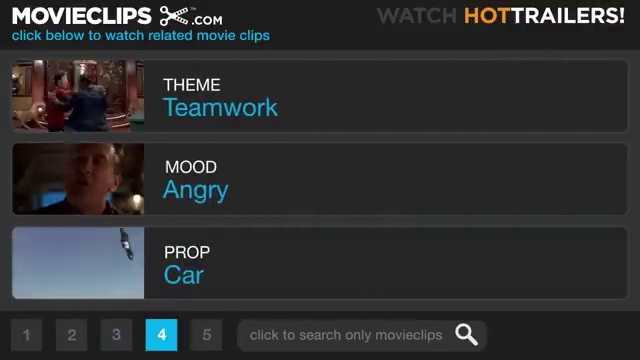 MOVIECLIPS .COM™
WATCH HOTTRAILERS!
click below to watch related movie clips
THEME
Teamwork
MOOD
Angry
PROP
Car
1 2 3 4 5
click to search only movieclips